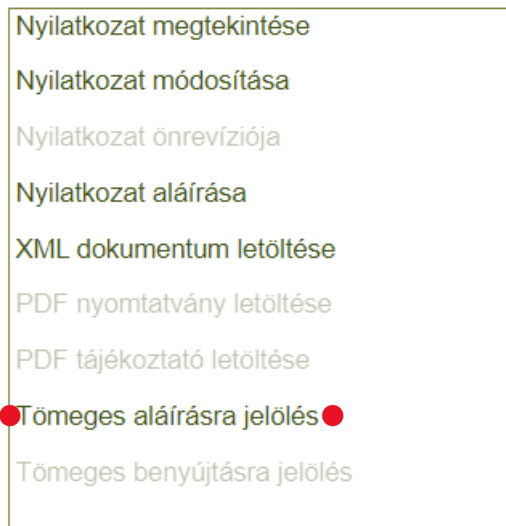 Nyilatkozat megtekintése
Nyilatkozat módosítása
Nyilatkozat önrevíziója
Nyilatkozat aláírása
XML dokumentum letöltése
PDF nyomtatvány letöltése
PDF tájékoztató letöltése
Tömeges aláírásra jelölés
Tömeges benyújtásra jelölés